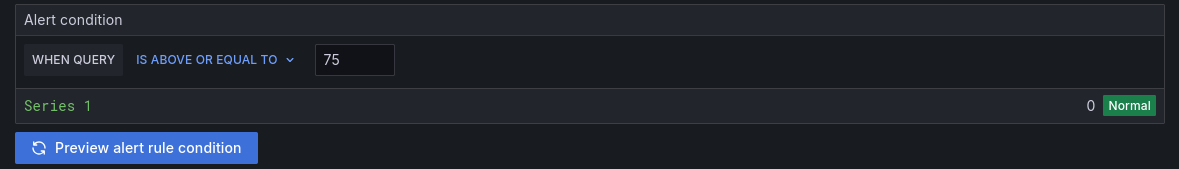 Alert condition
WHEN QUERY IS ABOVE OR EQUAL TO 75
Series 1 0 Normal
Preview alert rule condition